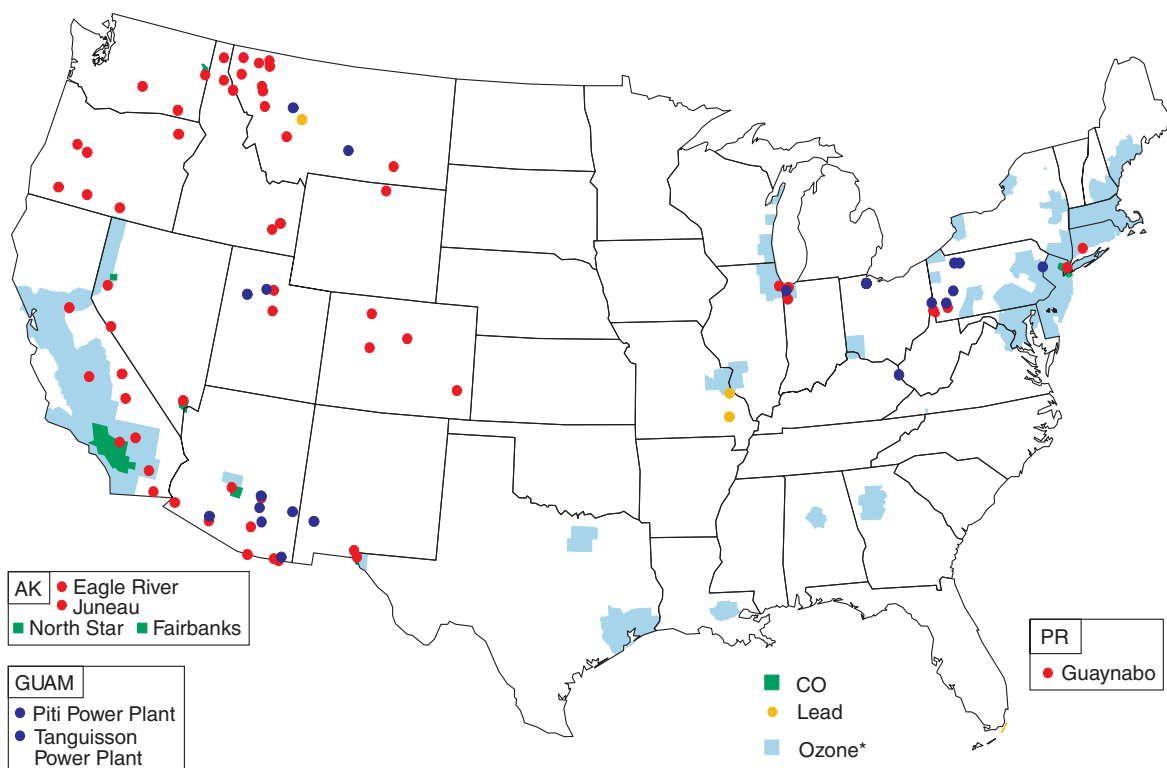 AK
Eagle River
Juneau
North Star
Fairbanks
GUAM
Piti Power Plant
Tanguisson
Power Plant
CO
Lead
Ozone*
PR
Guaynabo